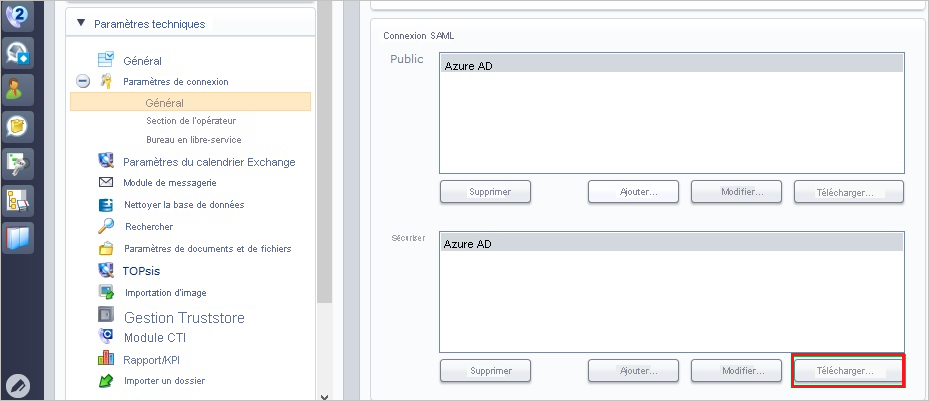 Paramètres techniques
Général
Paramètres de connexion
Général
Section de l'opérateur
Bureau en libre-service
Paramètres du calendrier Exchange
Module de messagerie
Nettoyer la base de données
Rechercher
Paramètres de documents et de fichiers
TOPsis
Importation d'image
Gestion Truststore
Module CTI
Rapport/KPI
Importer un dossier
Connexion SAML
Public
Azure AD
Supprimer
Ajouter...
Modifier...
Télécharger...
Sécuriser
Azure AD
Supprimer
Ajouter...
Modifier...
Télécharger...